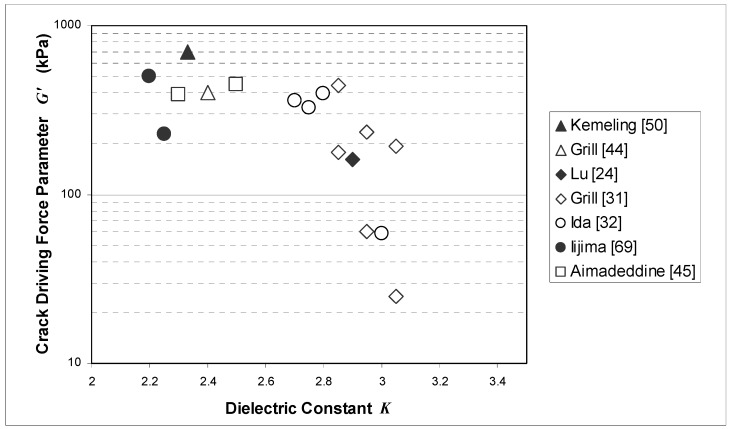 Crack Driving Force Parameter G' (kPa)
1000
100
10
2
2.2
2.4
2.6
2.8
3
3.2
3.4
Dielectric Constant K
Kemeling [50]
Grill [44]
Lu [24]
Grill [31]
Ida [32]
Iijima [69]
Aimadeddine [45]